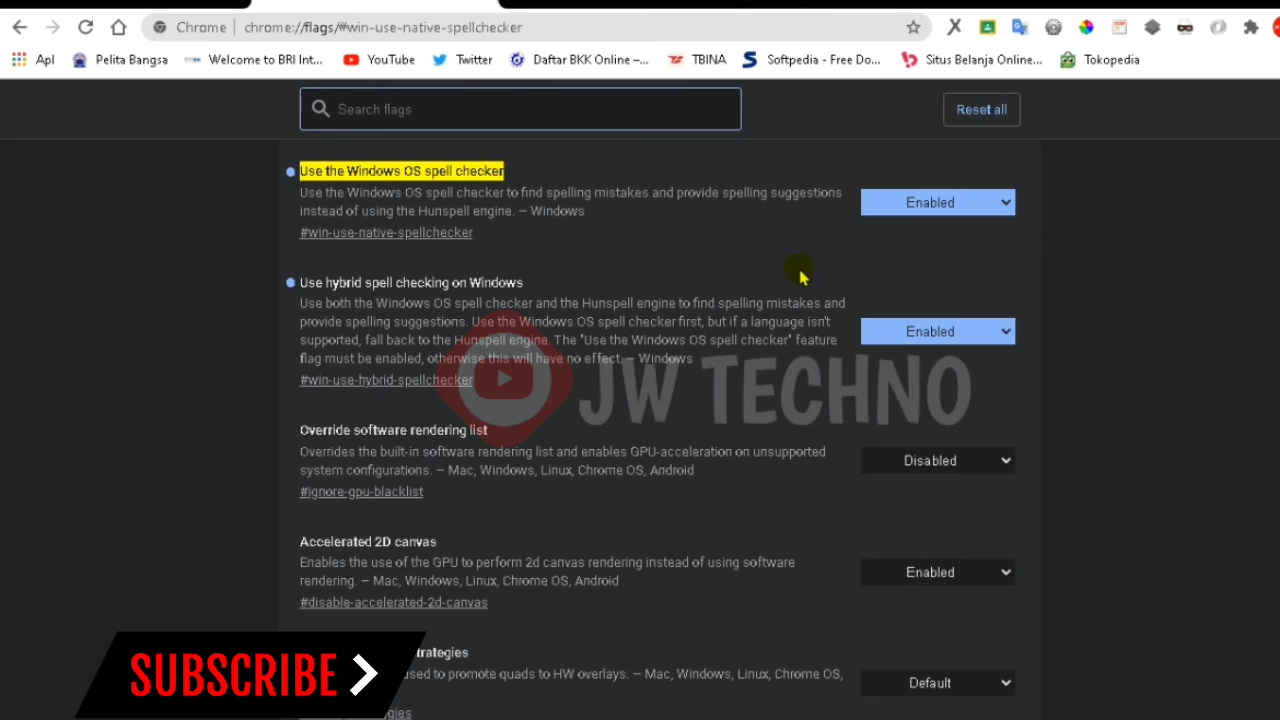 Chrome | chrome://flags/#win-use-native-spellchecker
Apl Pelita Bangsa Welcome to BRI Int... YouTube Twitter Daftar BKK Online –... TBINA Softpedia - Free Do... Situs Belanja Online... Tokopedia
Search flags
Reset all
Use the Windows OS spell checker
Use the Windows OS spell checker to find spelling mistakes and provide spelling suggestions
instead of using the Hunspell engine. – Windows
#win-use-native-spellchecker
Enabled
Use hybrid spell checking on Windows
Use both the Windows OS spell checker and the Hunspell engine to find spelling mistakes and
provide spelling suggestions. Use the Windows OS spell checker first, but if a language isn't
supported, fall back to the Hunspell engine. The "Use the Windows OS spell checker" feature
flag must be enabled, otherwise this will have no effect. – Windows
#win-use-hybrid-spellchecker
Enabled
JW TECHNO
Override software rendering list
Overrides the built-in software rendering list and enables GPU-acceleration on unsupported
system configurations. – Mac, Windows, Linux, Chrome OS, Android
#ignore-gpu-blacklist
Disabled
Accelerated 2D canvas
Enables the use of the GPU to perform 2d canvas rendering instead of using software
rendering. – Mac, Windows, Linux, Chrome OS, Android
#disable-accelerated-2d-canvas
Enabled
trategies
used to promote quads to HW overlays. – Mac, Windows, Linux, Chrome OS,
Default
SUBSCRIBE